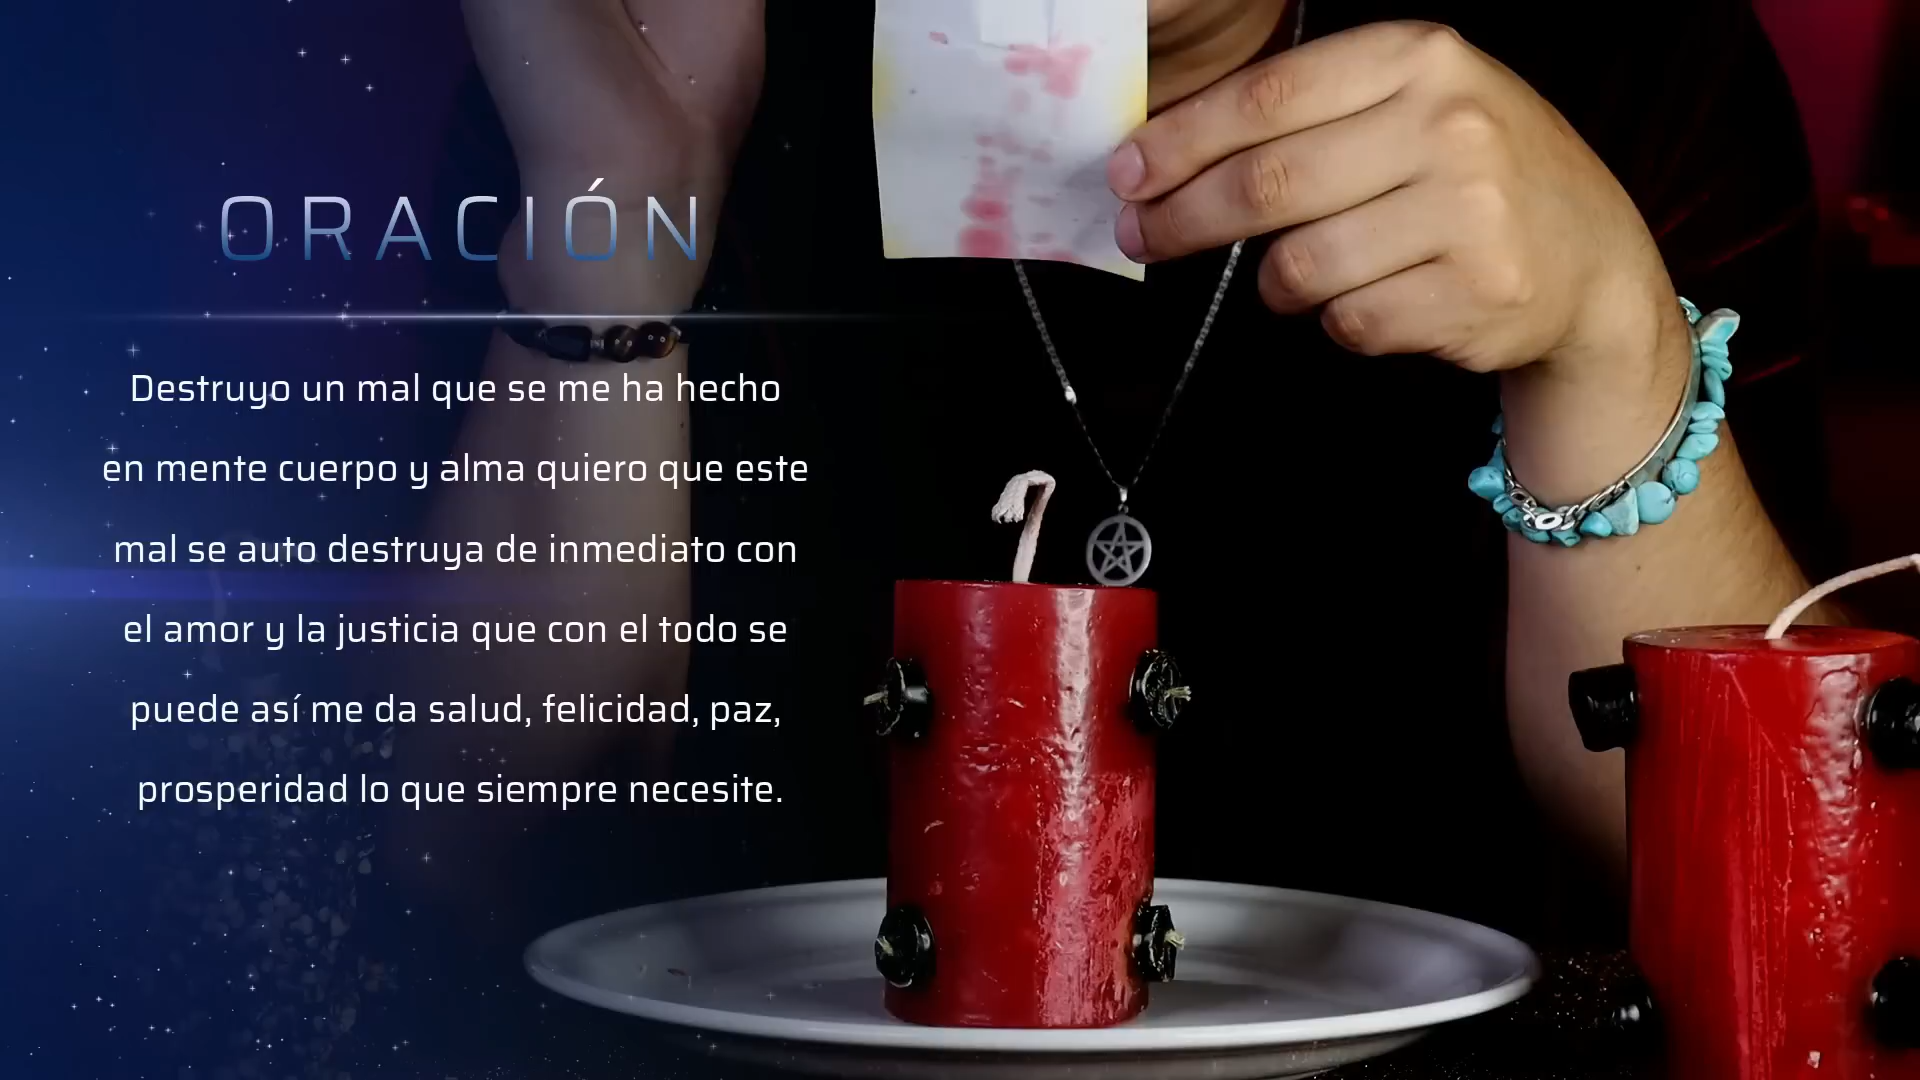 ORACIÓN
Destruyo un mal que se me ha hecho
en mente cuerpo y alma quiero que este
mal se auto destruya de inmediato con
el amor y la justicia que con el todo se
puede así me da salud, felicidad, paz,
prosperidad lo que siempre necesite.